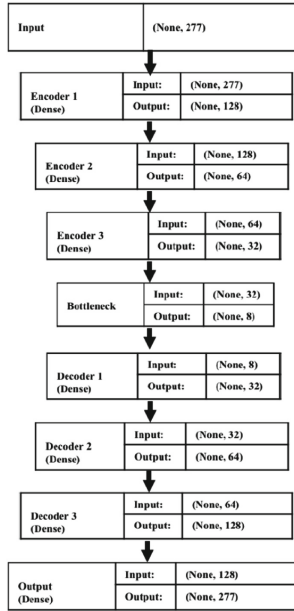 Input (None, 277)
Encoder 1
(Dense)
Input: (None, 277)
Output: (None, 128)
Encoder 2
(Dense)
Input: (None, 128)
Output: (None, 64)
Encoder 3
(Dense)
Input: (None, 64)
Output: (None, 32)
Bottleneck
Input: (None, 32)
Output: (None, 8)
Decoder 1
(Dense)
Input: (None, 8)
Output: (None, 32)
Decoder 2
(Dense)
Input: (None, 32)
Output: (None, 64)
Decoder 3
(Dense)
Input: (None, 64)
Output: (None, 128)
Output
(Dense)
Input: (None, 128)
Output: (None, 277)